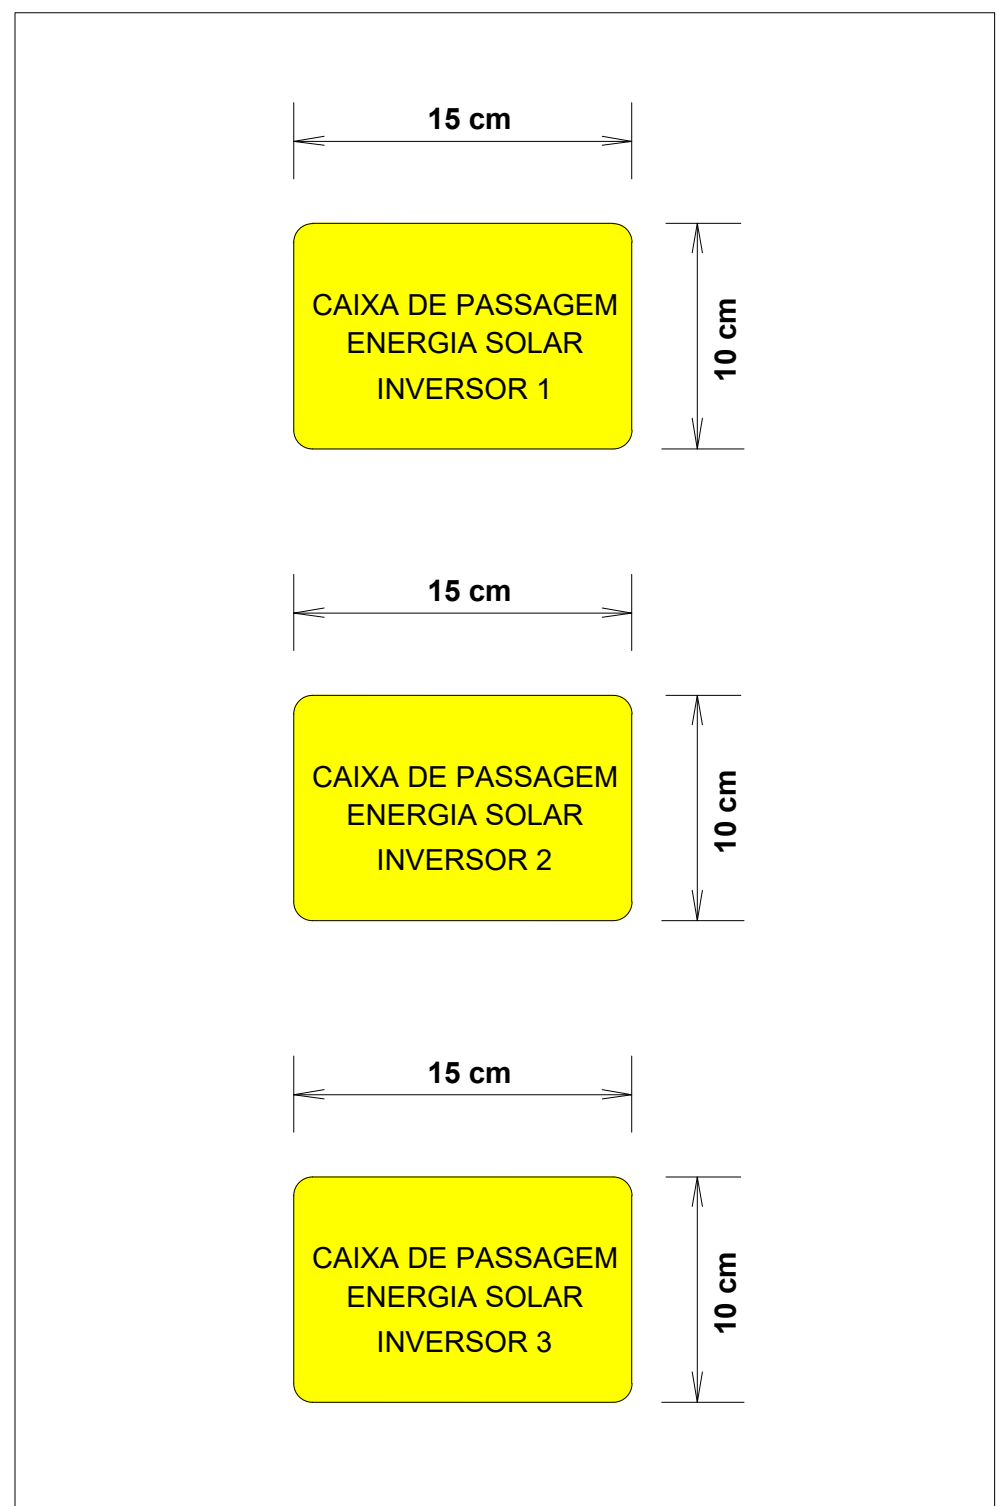 15 cm
CAIXA DE PASSAGEM
ENERGIA SOLAR
INVERSOR 1
10 cm
15 cm
CAIXA DE PASSAGEM
ENERGIA SOLAR
INVERSOR 2
10 cm
15 cm
CAIXA DE PASSAGEM
ENERGIA SOLAR
INVERSOR 3
10 cm